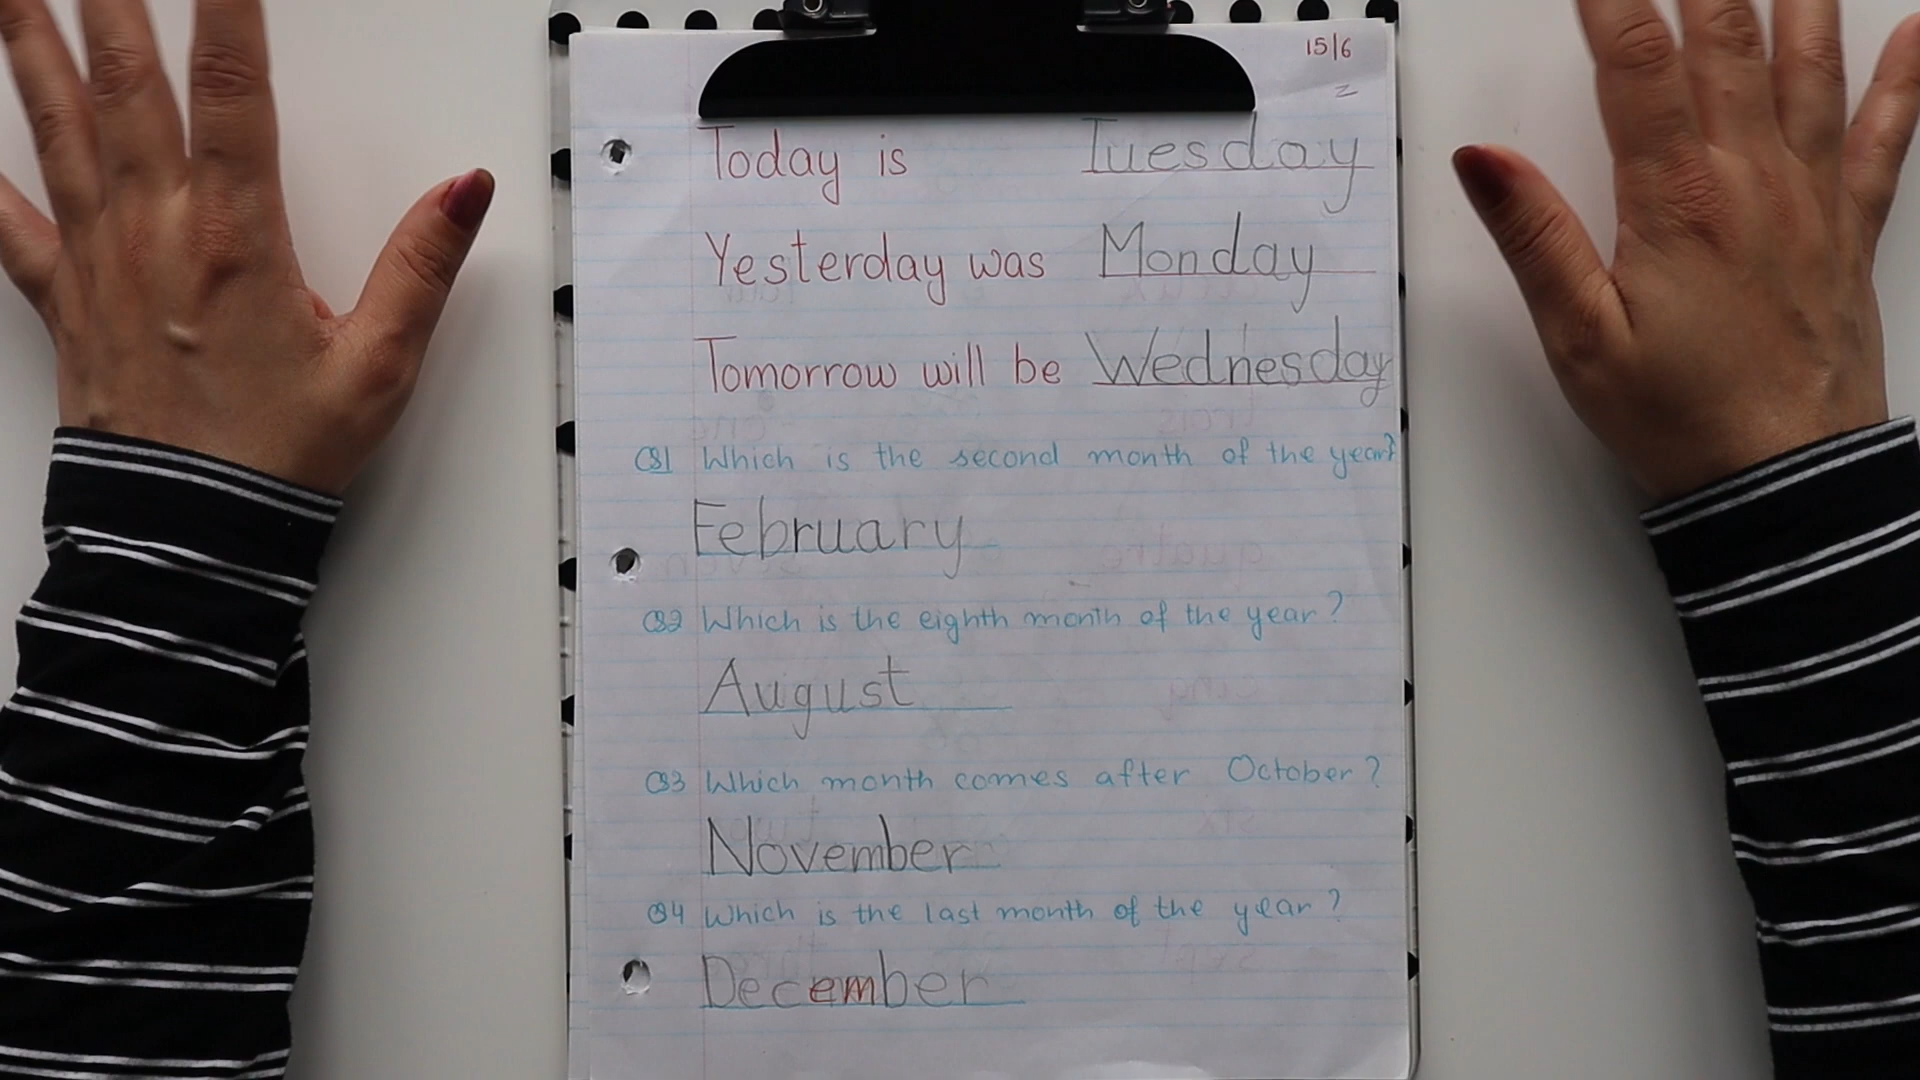 15/6
Today is Tuesday
Yesterday was Monday
Tomorrow will be Wednesday
Q1 Which is the second month of the year?
February
Q2 Which is the eighth month of the year?
August
Q3 Which month comes after October?
November
Q4 Which is the last month of the year?
December